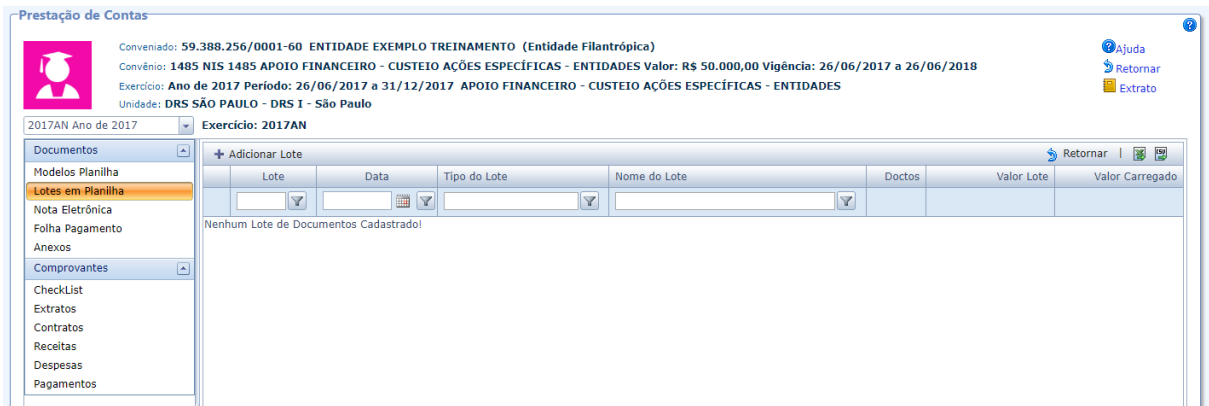 Prestação de Contas
Conveniado: 59.388.256/0001-60 ENTIDADE EXEMPLO TREINAMENTO (Entidade Filantrópica)
Convênio: 1485 NIS 1485 APOIO FINANCEIRO - CUSTEIO AÇÕES ESPECÍFICAS - ENTIDADES Valor: R$ 50.000,00 Vigência: 26/06/2017 a 26/06/2018
Exercício: Ano de 2017 Período: 26/06/2017 a 31/12/2017 APOIO FINANCEIRO - CUSTEIO AÇÕES ESPECÍFICAS - ENTIDADES
Unidade: DRS SÃO PAULO - DRS I - São Paulo
Ajuda
Retornar
Extrato
2017AN Ano de 2017
Exercício: 2017AN
Documentos
Modelos Planilha
Lotes em Planilha
Nota Eletrônica
Folha Pagamento
Anexos
Comprovantes
CheckList
Extratos
Contratos
Receitas
Despesas
Pagamentos
+ Adicionar Lote
Retornar |
Lote Data Tipo do Lote Nome do Lote Doctos Valor Lote Valor Carregado
Nenhum Lote de Documentos Cadastrado!